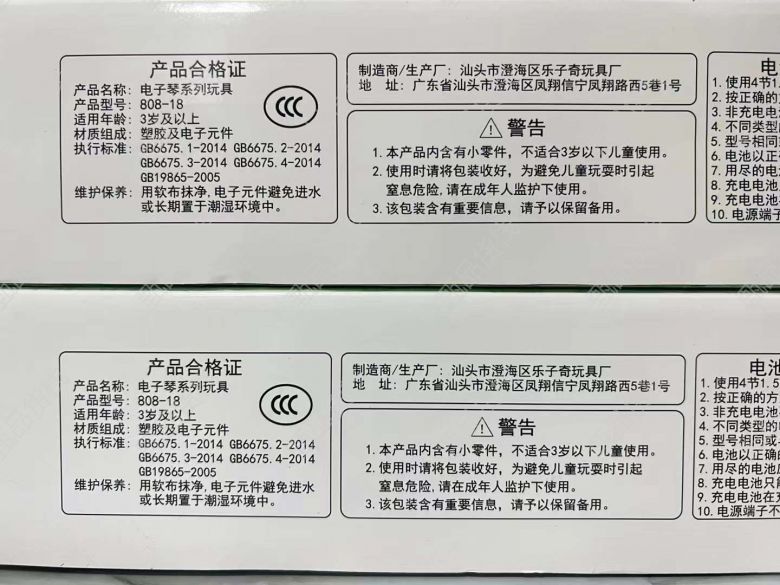 产品合格证
产品名称: 电子琴系列玩具
产品型号: 808-18
适用年龄: 3岁及以上
材质组成: 塑胶及电子元件
执行标准: GB6675.1-2014 GB6675.2-2014
GB6675.3-2014 GB6675.4-2014
GB19865-2005
维护保养: 用软布抹净,电子元件避免进水
或长期置于潮湿环境中。
CCC
制造商/生产厂: 汕头市澄海区乐子奇玩具厂
地 址: 广东省汕头市澄海区凤翔信宁凤翔路西5巷1号
警告
1. 本产品内含有小零件, 不适合3岁以下儿童使用。
2. 使用时请将包装收好, 为避免儿童玩耍时引起
窒息危险, 请在成年人监护下使用。
3. 该包装含有重要信息, 请予以保留备用。
电
1. 使用4节1
2. 按正确的
3. 非充电电
4. 不同类型
5. 型号相同
6. 电池以正
7. 用尽的电
8. 充电电池
9. 充电电池
10. 电源端子
产品合格证
产品名称: 电子琴系列玩具
产品型号: 808-18
适用年龄: 3岁及以上
材质组成: 塑胶及电子元件
执行标准: GB6675.1-2014 GB6675.2-2014
GB6675.3-2014 GB6675.4-2014
GB19865-2005
维护保养: 用软布抹净,电子元件避免进水
或长期置于潮湿环境中。
CCC
制造商/生产厂: 汕头市澄海区乐子奇玩具厂
地 址: 广东省汕头市澄海区凤翔信宁凤翔路西5巷1号
警告
1. 本产品内含有小零件, 不适合3岁以下儿童使用。
2. 使用时请将包装收好, 为避免儿童玩耍时引起
窒息危险, 请在成年人监护下使用。
3. 该包装含有重要信息, 请予以保留备用。
电池
1. 使用4节1.5
2. 按正确的方
3. 非充电电池
4. 不同类型的
5. 型号相同或
6. 电池以正确
7. 用尽的电池
8. 充电电池只
9. 充电电池在
10. 电源端子不